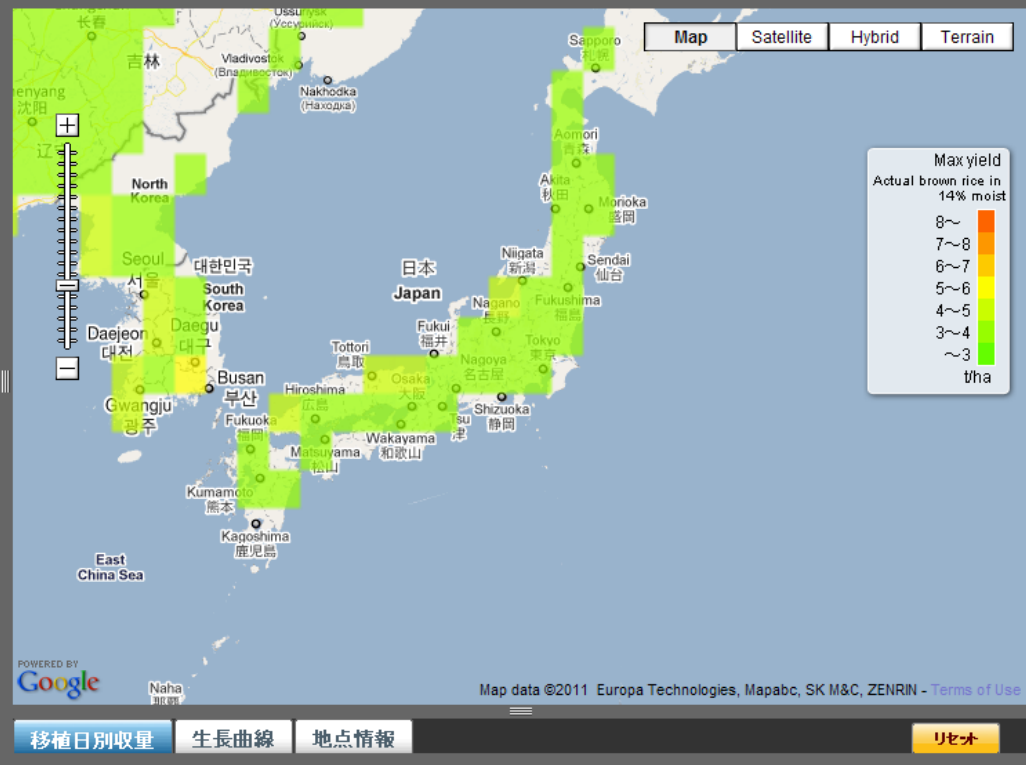 长春
Ussuriysk
(Уссурийск)
吉林
Vladivostok
(Владивосток)
Nakhodka
(Находка)
Sapporo
札幌
Map
Satellite
Hybrid
Terrain
沈阳
辽
North
Korea
Aomori
青森
Akita
秋田
Morioka
盛岡
Max yield
Actual brown rice in
14% moist
8～
7～8
6～7
5～6
4～5
3～4
～3
t/ha
Seoul
서울
대한민국
South
Korea
日本
Japan
Niigata
新潟
Sendai
仙台
Nagano
長野
Fukushima
福島
Daejeon
대전
Daegu
대구
Fukui
福井
Tokyo
東京
Tottori
鳥取
Nagoya
名古屋
Busan
부산
Hiroshima
広島
Osaka
大阪
Gwangju
광주
Fukuoka
福岡
Shizuoka
静岡
Tsu
津
Wakayama
和歌山
Matsuyama
松山
Kumamoto
熊本
Kagoshima
鹿児島
East
China Sea
POWERED BY
Google
Naha
那覇
Map data ©2011 Europa Technologies, Mapabc, SK M&C, ZENRIN - Terms of Use
移植日別収量
生長曲線
地点情報
リセット